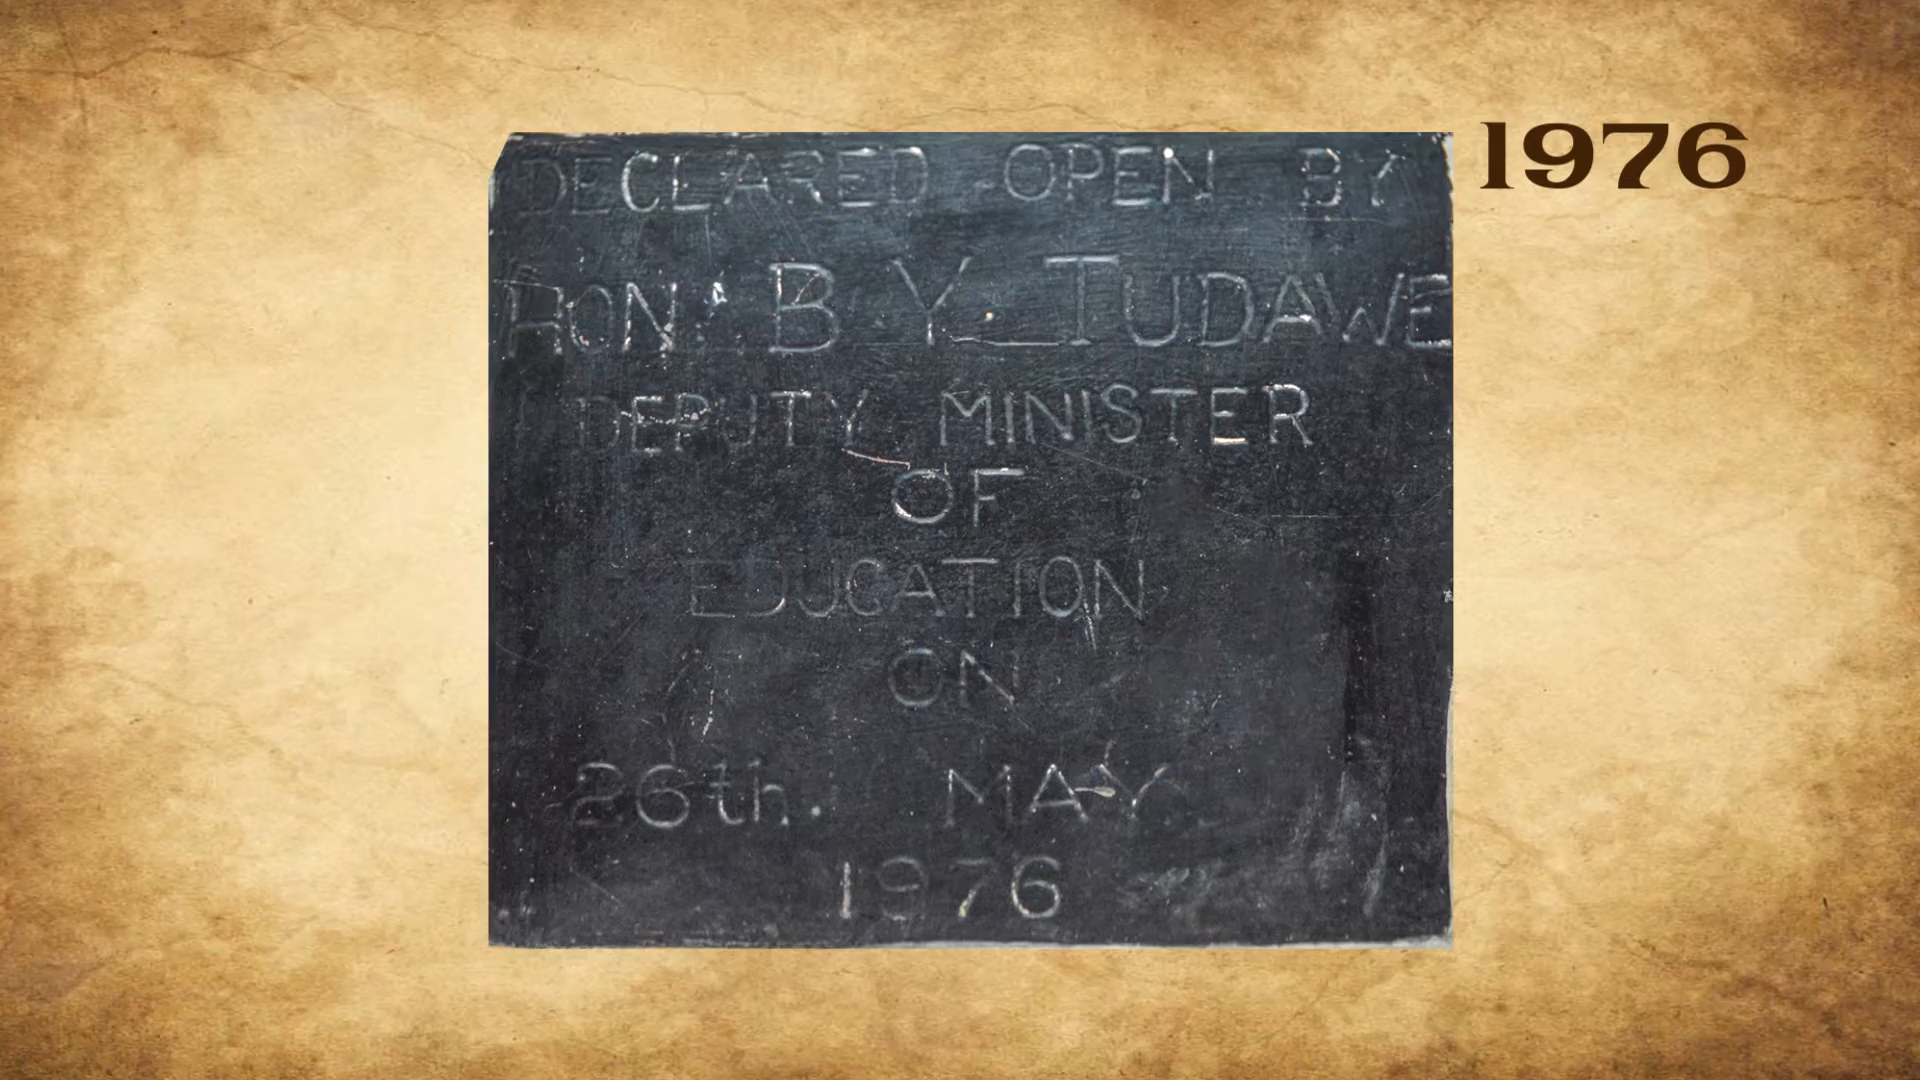 1976
DECLARED OPEN BY
HON. B. Y. TUDAWE
DEPUTY MINISTER
OF
EDUCATION
ON
26th. MAY.
1976